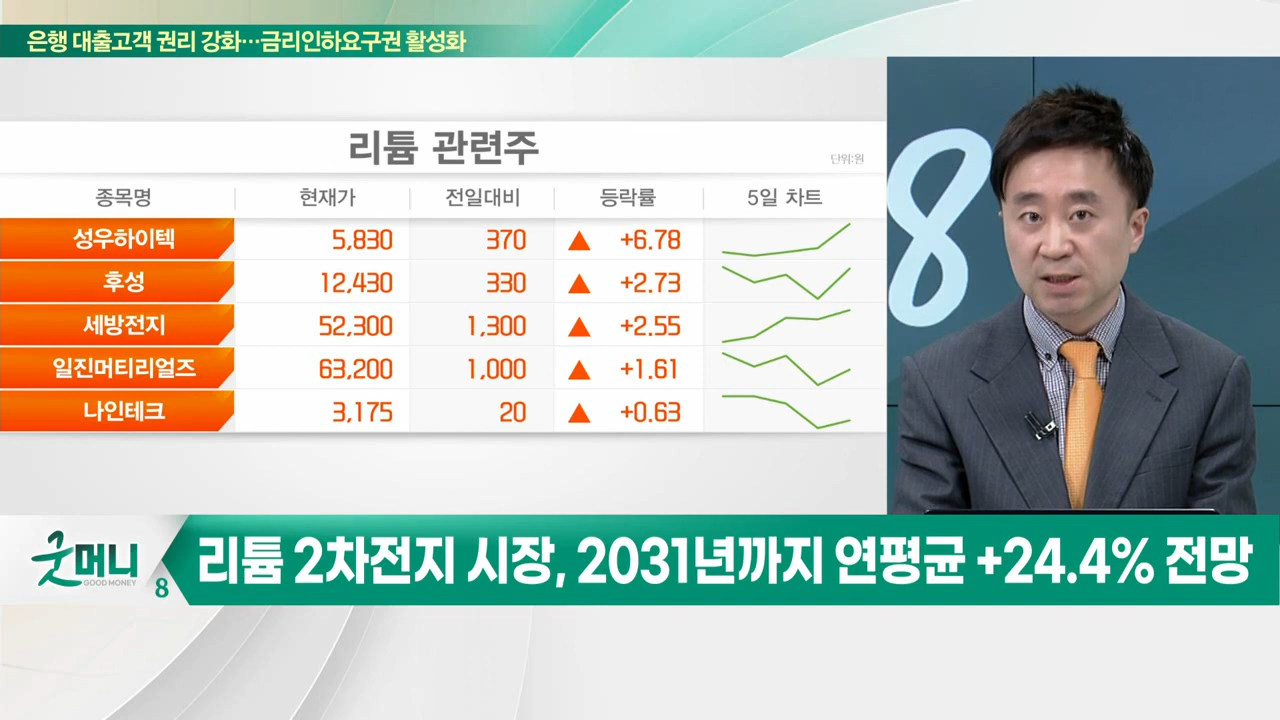 은행 대출고객 권리 강화…금리인하요구권 활성화
리튬 관련주
단위:원
종목명 현재가 전일대비 등락률 5일 차트
성우하이텍 5,830 370 ▲ +6.78
후성 12,430 330 ▲ +2.73
세방전지 52,300 1,300 ▲ +2.55
일진머티리얼즈 63,200 1,000 ▲ +1.61
나인테크 3,175 20 ▲ +0.63
8
굿머니
GOOD MONEY
8
리튬 2차전지 시장, 2031년까지 연평균 +24.4% 전망